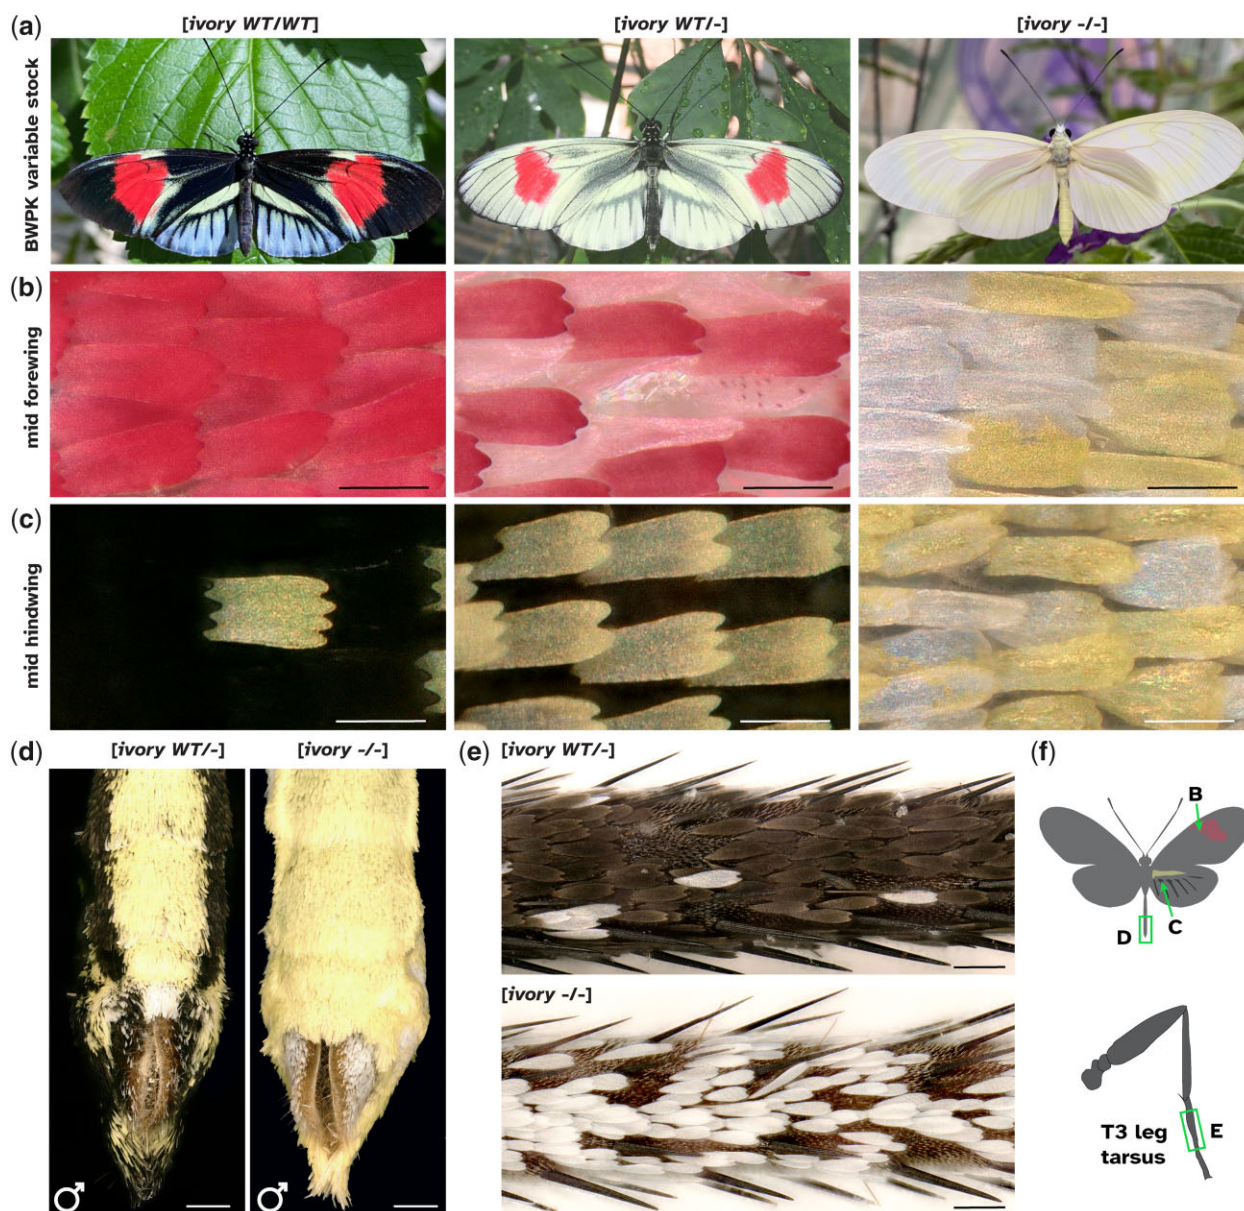 (a)
[ivory WT/WT]
[ivory WT/-]
[ivory -/-]
BWPK variable stock
(b)
mid forewing
(c)
mid hindwing
(d)
[ivory WT/-]
[ivory -/-]
♂
♂
(e)
[ivory WT/-]
[ivory -/-]
(f)
B
D
C
T3 leg
tarsus
E